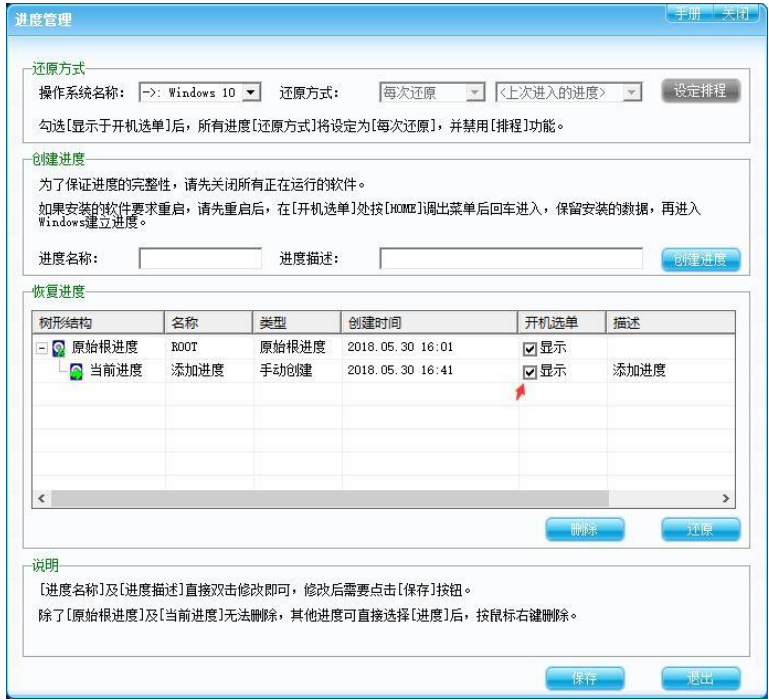 进度管理 手册 关闭
还原方式
操作系统名称： ->: Windows 10 还原方式： 每次还原 <上次进入的进度> 设定排程
勾选[显示于开机选单]后，所有进度[还原方式]将设定为[每次还原]，并禁用[排程]功能。
创建进度
为了保证进度的完整性，请先关闭所有正在运行的软件。
如果安装的软件要求重启，请先重启后，在[开机选单]处按[HOME]调出菜单后回车进入，保留安装的数据，再进入
Windows建立进度。
进度名称： 进度描述： 创建进度
恢复进度
树形结构 名称 类型 创建时间 开机选单 描述
原始根进度 ROOT 原始根进度 2018.05.30 16:01 显示
当前进度 添加进度 手动创建 2018.05.30 16:41 显示 添加进度
删除 还原
说明
[进度名称]及[进度描述]直接双击修改即可，修改后需要点击[保存]按钮。
除了[原始根进度]及[当前进度]无法删除，其他进度可直接选择[进度]后，按鼠标右键删除。
保存 退出